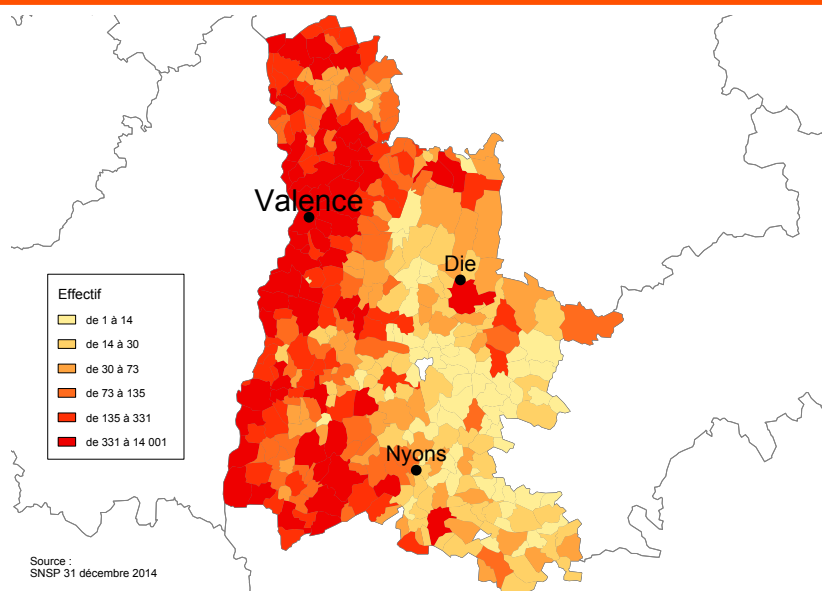 Valence
Die
Effectif
de 1 à 14
de 14 à 30
de 30 à 73
de 73 à 135
de 135 à 331
de 331 à 14 001
Nyons
Source :
SNSP 31 décembre 2014